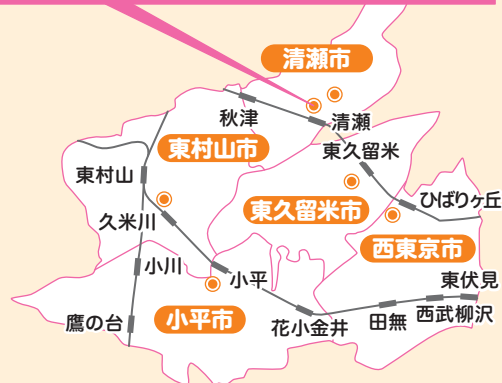 清瀬市
秋津
清瀬
東村山市
東久留米
東村山
ひばりヶ丘
久米川
東久留米市
西東京市
小川
小平
東伏見
鷹の台
小平市
花小金井
田無
西武柳沢